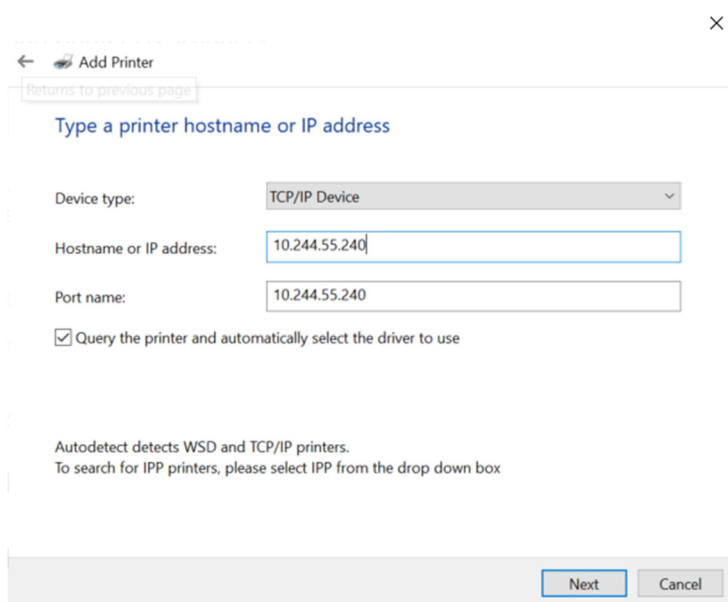 Add Printer
Returns to previous page
Type a printer hostname or IP address
Device type: TCP/IP Device
Hostname or IP address: 10.244.55.240
Port name: 10.244.55.240
Query the printer and automatically select the driver to use
Autodetect detects WSD and TCP/IP printers.
To search for IPP printers, please select IPP from the drop down box
Next Cancel